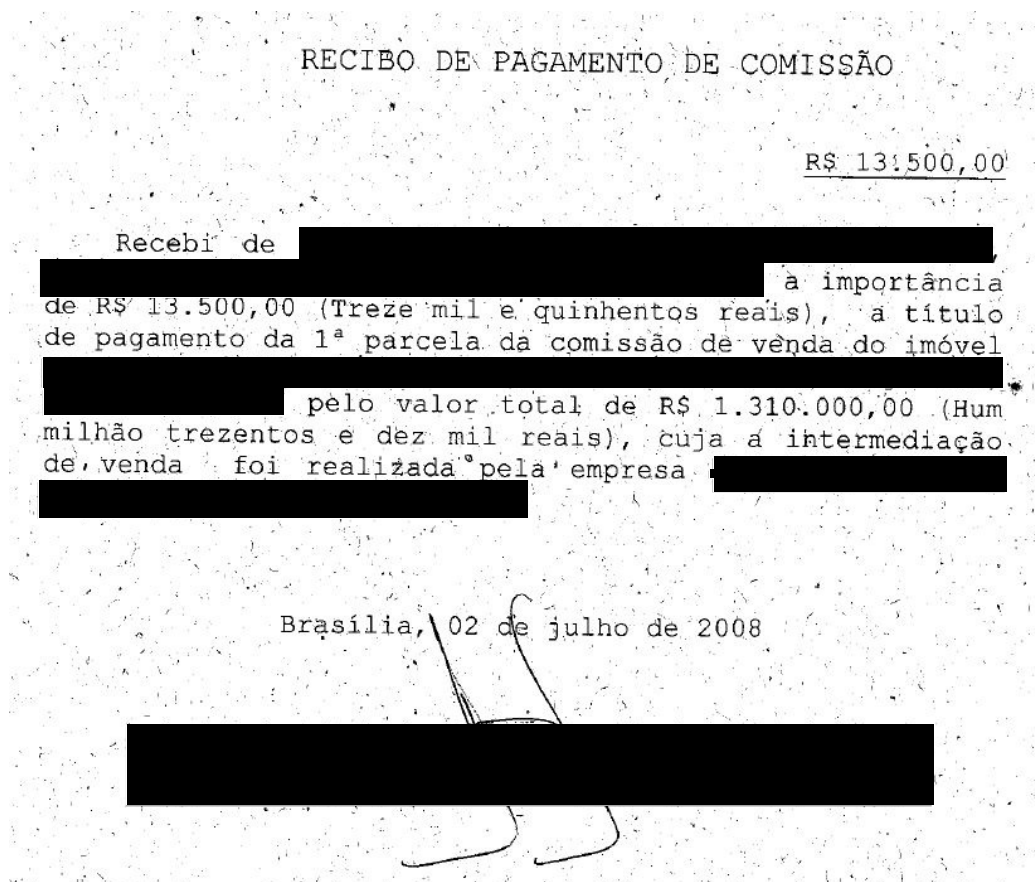 RECIBO DE PAGAMENTO DE COMISSÃO
R$ 13.500,00
Recebi de
a importância
de R$ 13.500,00 (Treze mil e quinhentos reais), a título
de pagamento da 1ª parcela da comissão de venda do imóvel
pelo valor total de R$ 1.310.000,00 (Hum
milhão trezentos e dez mil reais), cuja a intermediação
de venda foi realizada pela empresa
Brasília, 02 de julho de 2008